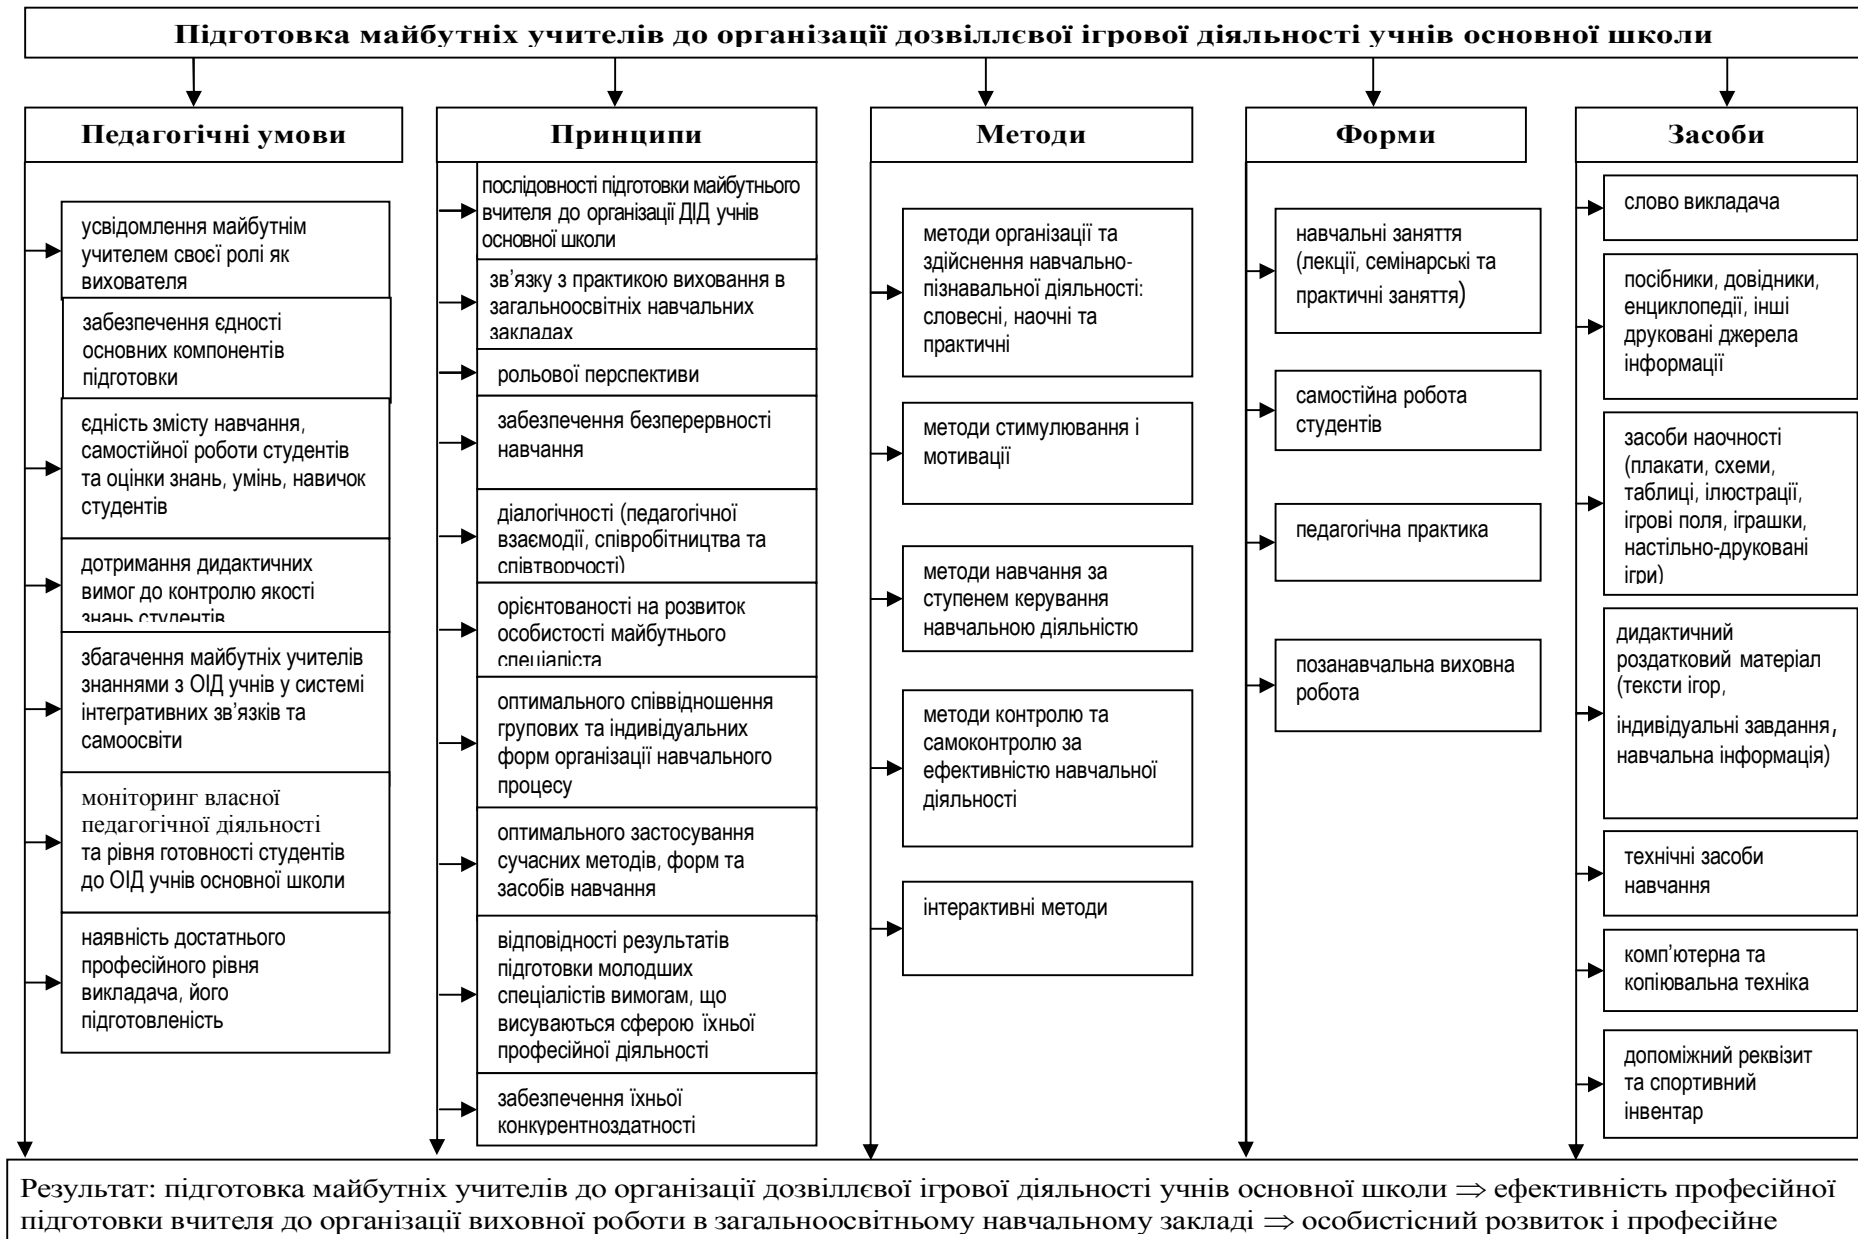 Підготовка майбутніх учителів до організації дозвіллєвої ігрової діяльності учнів основної школи
Педагогічні умови
усвідомлення майбутнім
учителем своєї ролі як
вихователя
забезпечення єдності
основних компонентів
підготовки
єдність змісту навчання,
самостійної роботи студентів
та оцінки знань, умінь, навичок
студентів
дотримання дидактичних
вимог до контролю якості
знань студентів
збагачення майбутніх учителів
знаннями з ОІД учнів у системі
інтегративних зв’язків та
самоосвіти
моніторинг власної
педагогічної діяльності
та рівня готовності студентів
до ОІД учнів основної школи
наявність достатнього
професійного рівня
викладача, його
підготовленість
Принципи
послідовності підготовки майбутнього
вчителя до організації ДІД учнів
основної школи
зв’язку з практикою виховання в
загальноосвітніх навчальних
закладах
рольової перспективи
забезпечення безперервності
навчання
діалогічності (педагогічної
взаємодії, співробітництва та
співтворчості)
орієнтованості на розвиток
особистості майбутнього
спеціаліста
оптимального співвідношення
групових та індивідуальних
форм організації навчального
процесу
оптимального застосування
сучасних методів, форм та
засобів навчання
відповідності результатів
підготовки молодших
спеціалістів вимогам, що
висуваються сферою їхньої
професійної діяльності
забезпечення їхньої
конкурентноздатності
Методи
методи організації та
здійснення навчально-
пізнавальної діяльності:
словесні, наочні та
практичні
методи стимулювання і
мотивації
методи навчання за
ступенем керування
навчальною діяльністю
методи контролю та
самоконтролю за
ефективністю навчальної
діяльності
інтерактивні методи
Форми
навчальні заняття
(лекції, семінарські та
практичні заняття)
самостійна робота
студентів
педагогічна практика
позанавчальна виховна
робота
Засоби
слово викладача
посібники, довідники,
енциклопедії, інші
друковані джерела
інформації
засоби наочності
(плакати, схеми,
таблиці, ілюстрації,
ігрові поля, іграшки,
настільно-друковані
ігри)
дидактичний
роздатковий матеріал
(тексти ігор,
індивідуальні завдання,
навчальна інформація)
технічні засоби
навчання
комп’ютерна та
копіювальна техніка
допоміжний реквізит
та спортивний
інвентар
Результат: підготовка майбутніх учителів до організації дозвіллєвої ігрової діяльності учнів основної школи ⇒ ефективність професійної
підготовки вчителя до організації виховної роботи в загальноосвітньому навчальному закладі ⇒ особистісний розвиток і професійне